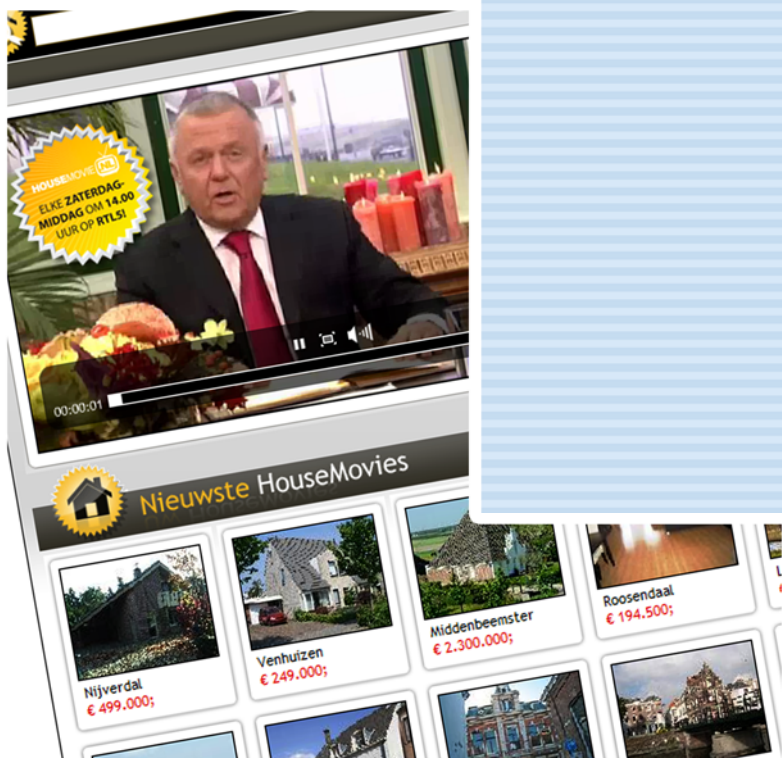 HOUSEMOVIE
ELKE ZATERDAG-
MIDDAG OM 14.00
UUR OP RTL5!
00:00:01
Nieuwste HouseMovies
Nijverdal
€ 499.000;
Venhuizen
€ 249.000;
Middenbeemster
€ 2.300.000;
Roosendaal
€ 194.500;